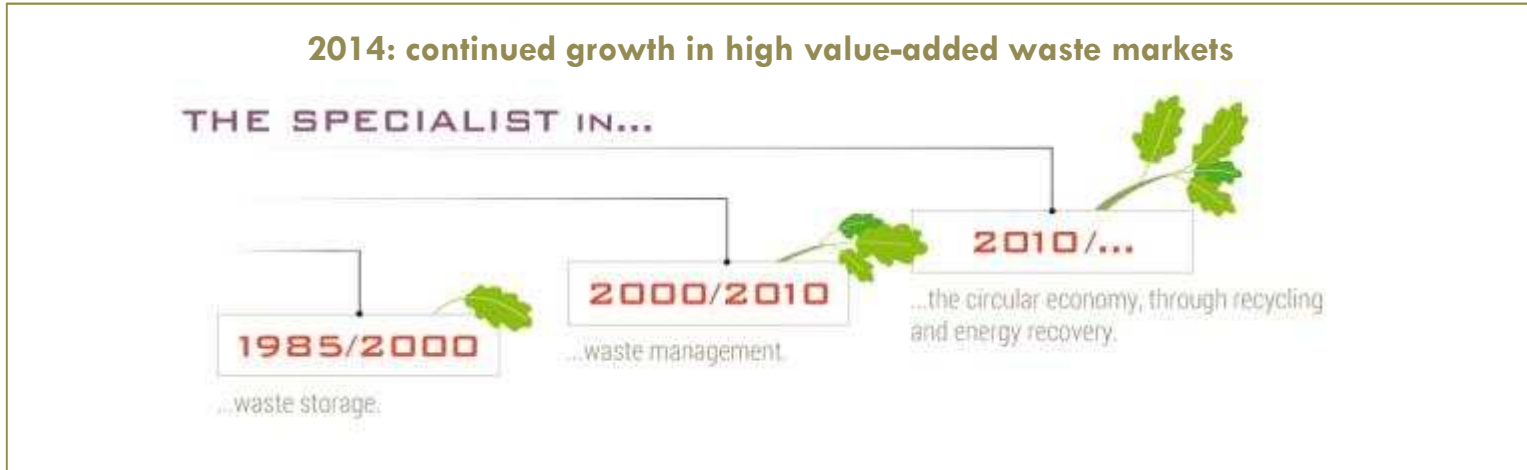 2014: continued growth in high value-added waste markets
THE SPECIALIST IN...
1985/2000
...waste storage.
2000/2010
...waste management.
2010/...
...the circular economy, through recycling
and energy recovery.